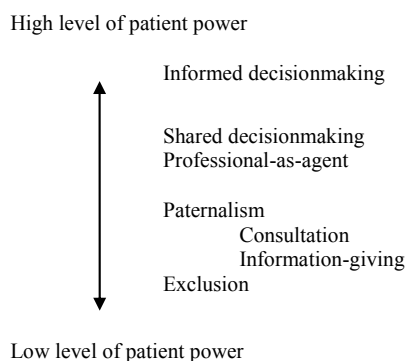 High level of patient power
Informed decisionmaking
Shared decisionmaking
Professional-as-agent
Paternalism
Consultation
Information-giving
Exclusion
Low level of patient power